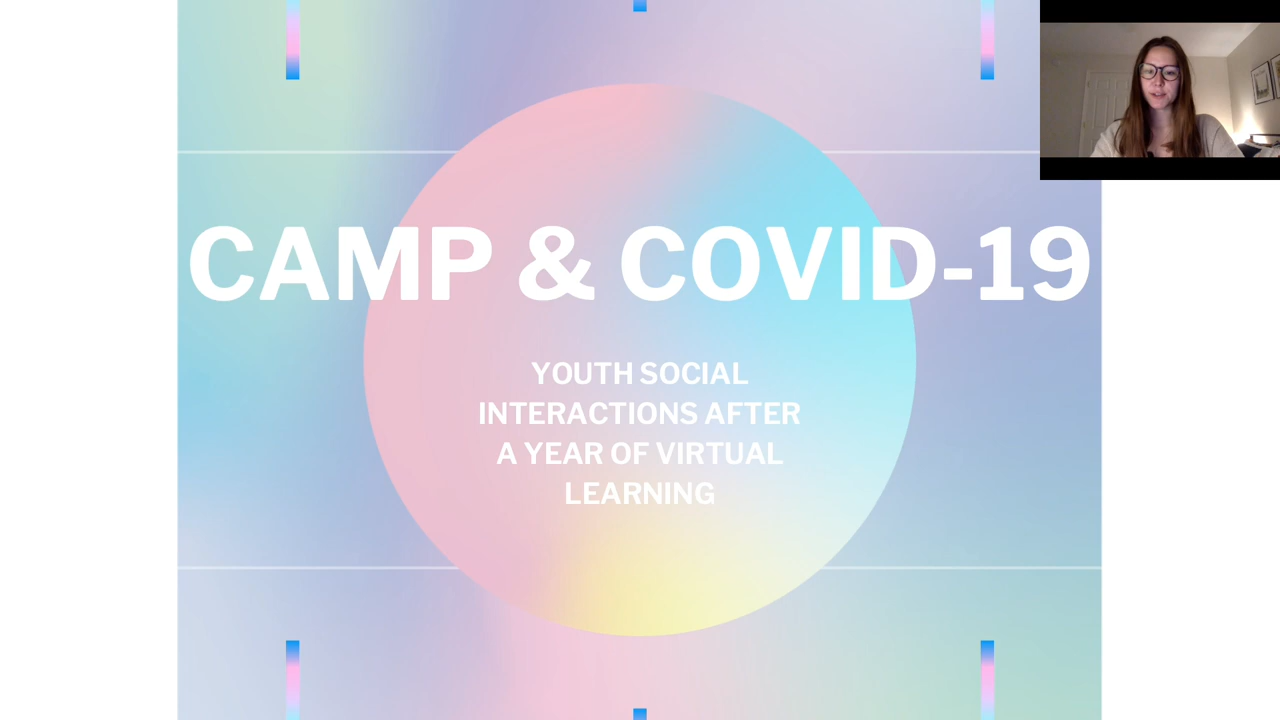 CAMP & COVID-19
YOUTH SOCIAL
INTERACTIONS AFTER
A YEAR OF VIRTUAL
LEARNING